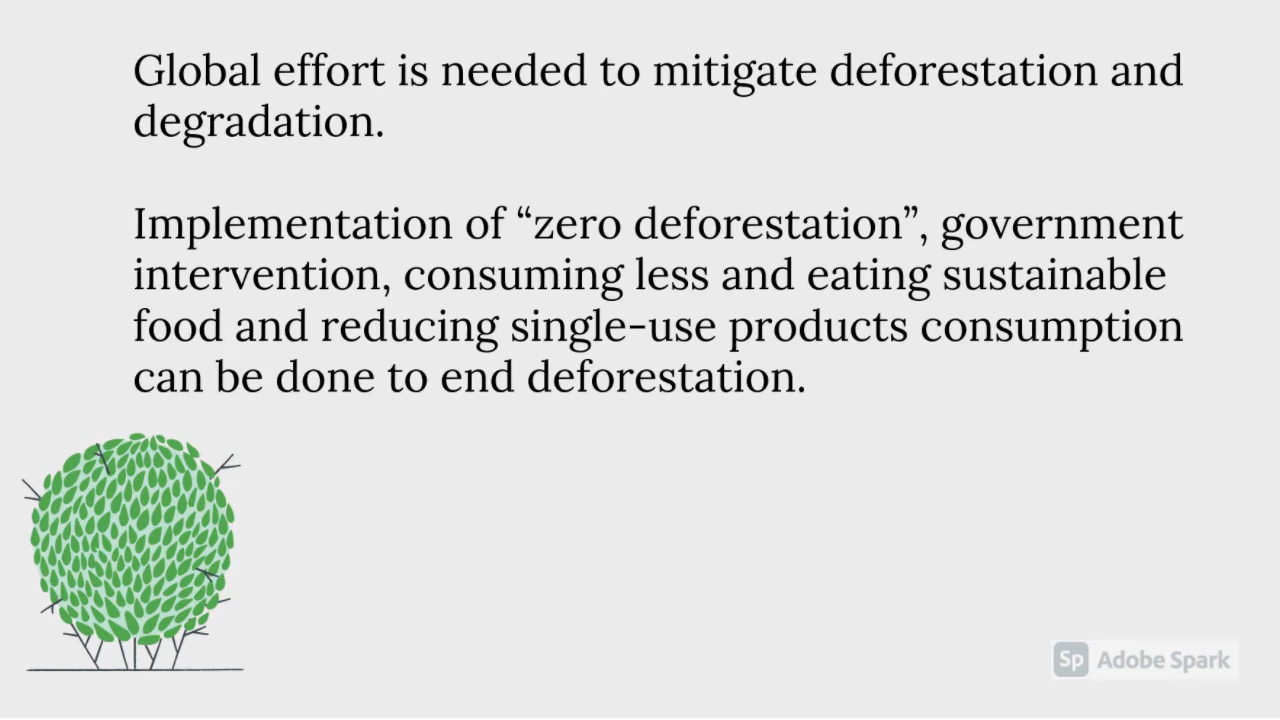 Global effort is needed to mitigate deforestation and
degradation.
Implementation of “zero deforestation”, government
intervention, consuming less and eating sustainable
food and reducing single-use products consumption
can be done to end deforestation.
Sp Adobe Spark